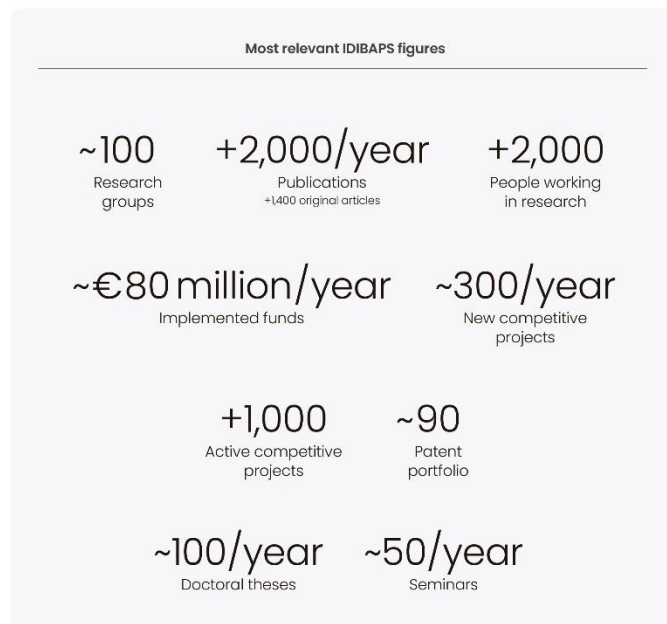 Most relevant IDIBAPS figures
~100
Research
groups
+2,000/year
Publications
+1,400 original articles
+2,000
People working
in research
~€80 million/year
Implemented funds
~300/year
New competitive
projects
+1,000
Active competitive
projects
~90
Patent
portfolio
~100/year
Doctoral theses
~50/year
Seminars